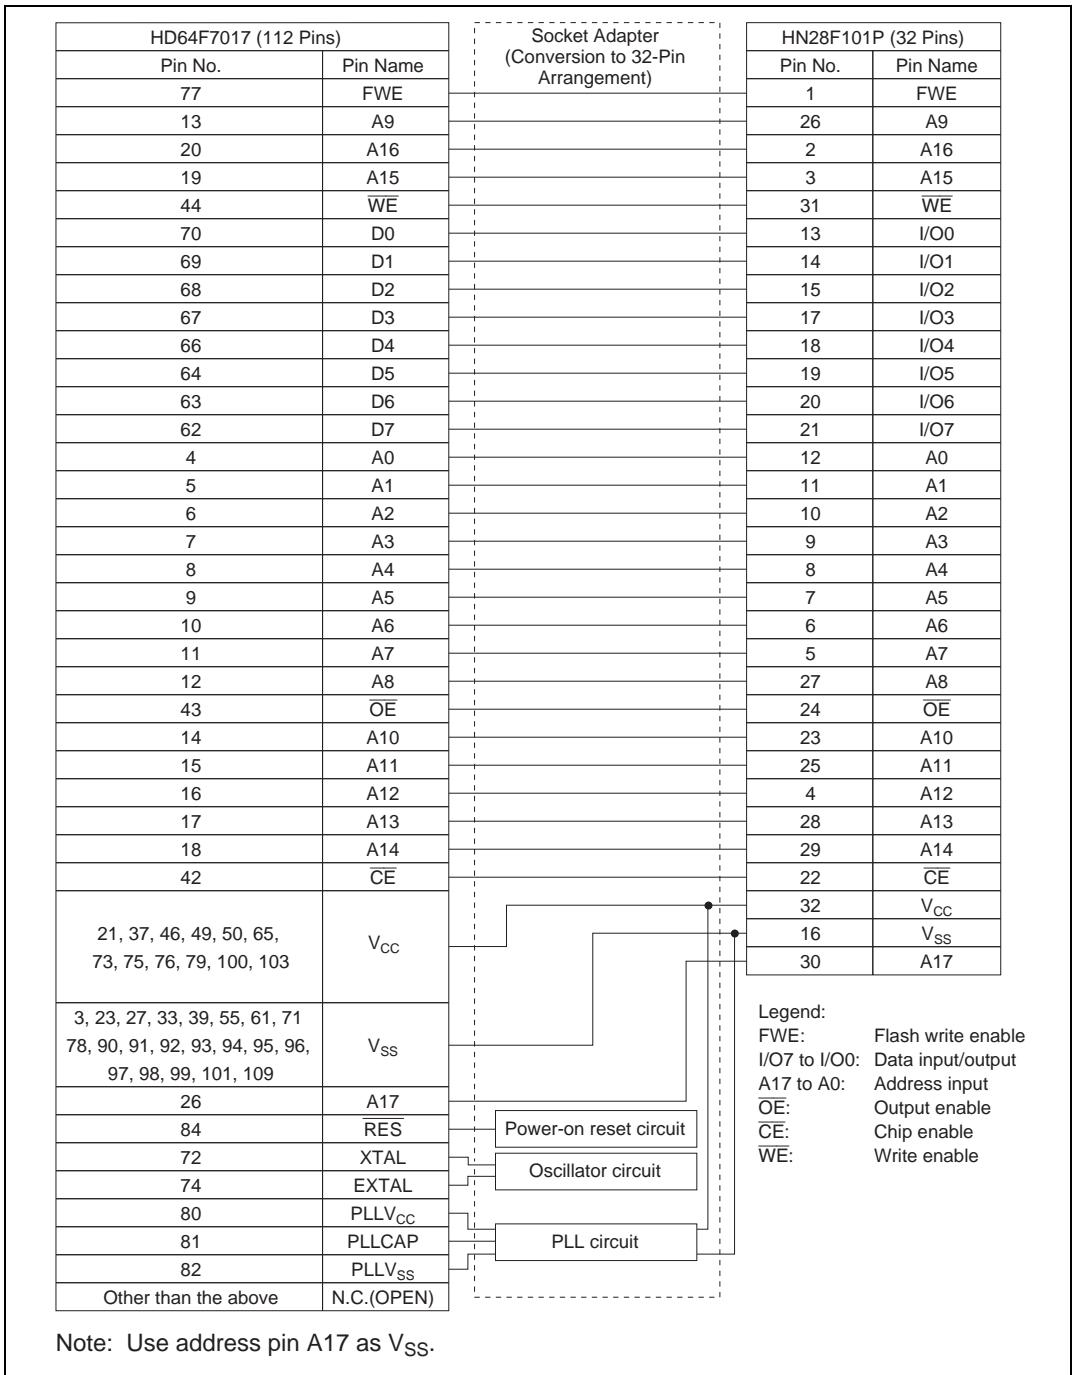 HD64F7017 (112 Pins) Socket Adapter (Conversion to 32-Pin Arrangement) HN28F101P (32 Pins)
Pin No. Pin Name Pin No. Pin Name
77 FWE 1 FWE
13 A9 26 A9
20 A16 2 A16
19 A15 3 A15
44 W̅E̅ 31 W̅E̅
70 D0 13 I/O0
69 D1 14 I/O1
68 D2 15 I/O2
67 D3 17 I/O3
66 D4 18 I/O4
64 D5 19 I/O5
63 D6 20 I/O6
62 D7 21 I/O7
4 A0 12 A0
5 A1 11 A1
6 A2 10 A2
7 A3 9 A3
8 A4 8 A4
9 A5 7 A5
10 A6 6 A6
11 A7 5 A7
12 A8 27 A8
43 O̅E̅ 24 O̅E̅
14 A10 23 A10
15 A11 25 A11
16 A12 4 A12
17 A13 28 A13
18 A14 29 A14
42 C̅E̅ 22 C̅E̅
32 VCC
21, 37, 46, 49, 50, 65, 73, 75, 76, 79, 100, 103 VCC 16 VSS
30 A17
3, 23, 27, 33, 39, 55, 61, 71
78, 90, 91, 92, 93, 94, 95, 96, VSS
97, 98, 99, 101, 109
26 A17
84 R̅E̅S̅ Power-on reset circuit
72 XTAL Oscillator circuit
74 EXTAL
80 PLLVCC
81 PLLCAP PLL circuit
82 PLLVSS
Other than the above N.C.(OPEN)
Legend:
FWE: Flash write enable
I/O7 to I/O0: Data input/output
A17 to A0: Address input
O̅E̅: Output enable
C̅E̅: Chip enable
W̅E̅: Write enable
Note: Use address pin A17 as VSS.